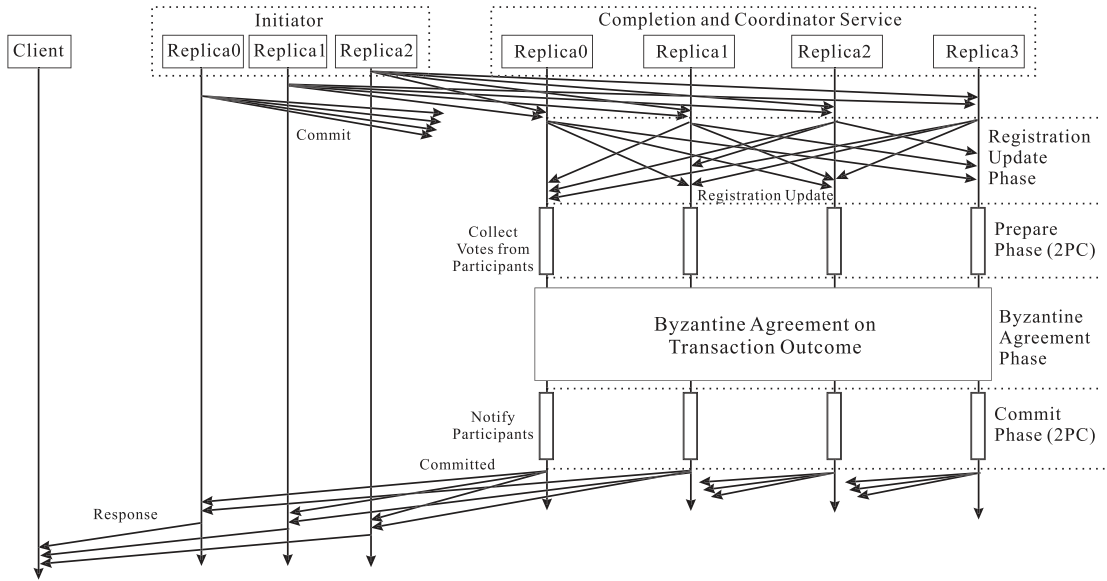 Initiator
Completion and Coordinator Service
Client
Replica0
Replica1
Replica2
Replica0
Replica1
Replica2
Replica3
Commit
Registration
Update
Phase
Registration Update
Collect
Votes from
Participants
Prepare
Phase (2PC)
Byzantine Agreement on
Transaction Outcome
Byzantine
Agreement
Phase
Notify
Participants
Commit
Phase (2PC)
Committed
Response